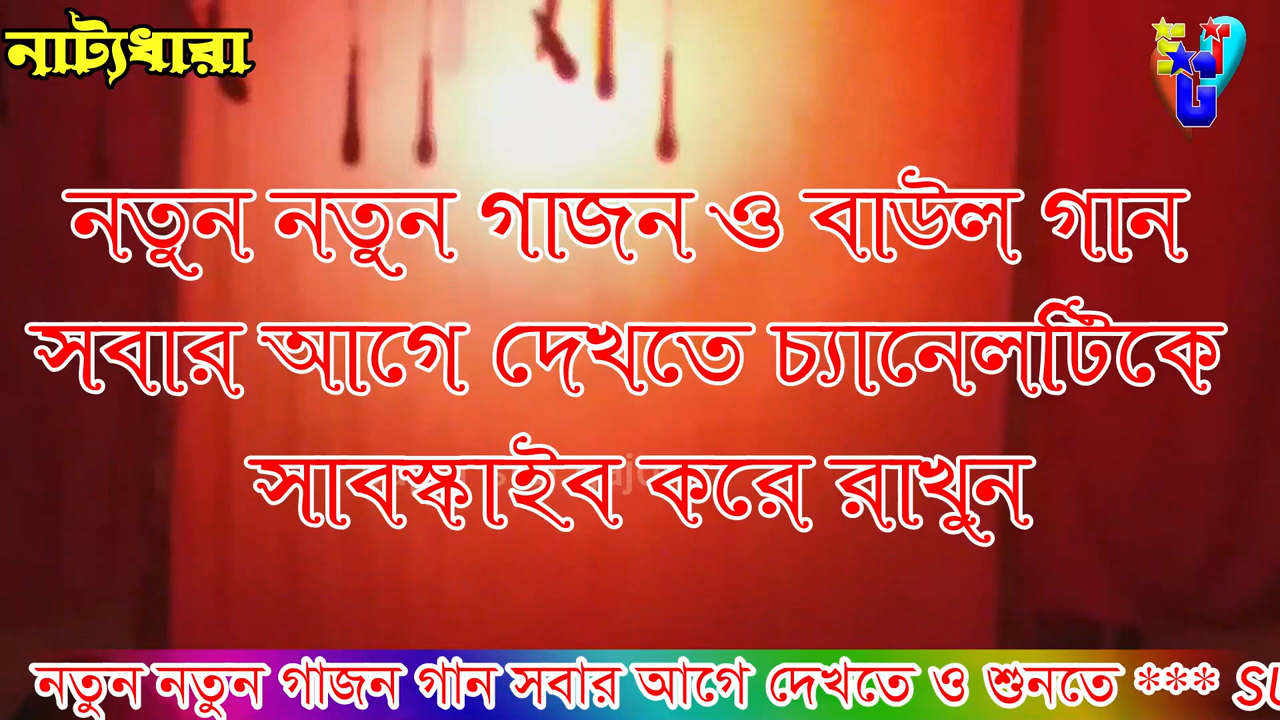 নাট্যধারা
নতুন নতুন গাজন ও বাউল গান
সবার আগে দেখতে চ্যানেলটিকে
সাবস্কাইব করে রাখুন
নতুন নতুন গাজন গান সবার আগে দেখতে ও শুনতে ***